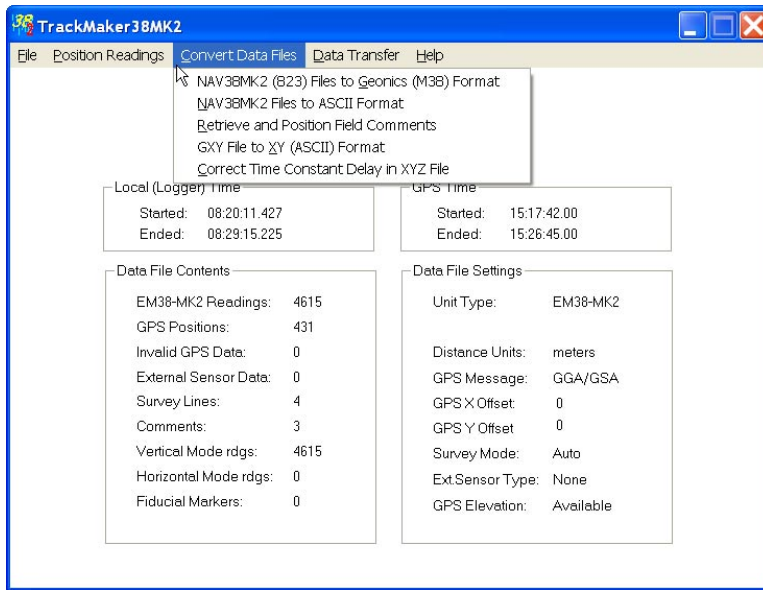 TrackMaker38MK2
File Position Readings Convert Data Files Data Transfer Help
NAV38MK2 (B23) Files to Geonics (M38) Format
NAV38MK2 Files to ASCII Format
Retrieve and Position Field Comments
GXY File to XY (ASCII) Format
Correct Time Constant Delay in XYZ File
Local (Logger) Time
Started: 08:20:11.427
Ended: 08:29:15.225
GPS Time
Started: 15:17:42.00
Ended: 15:26:45.00
Data File Contents
EM38-MK2 Readings: 4615
GPS Positions: 431
Invalid GPS Data: 0
External Sensor Data: 0
Survey Lines: 4
Comments: 3
Vertical Mode rdgs: 4615
Horizontal Mode rdgs: 0
Fiducial Markers: 0
Data File Settings
Unit Type: EM38-MK2
Distance Units: meters
GPS Message: GGA/GSA
GPS X Offset: 0
GPS Y Offset 0
Survey Mode: Auto
Ext.Sensor Type: None
GPS Elevation: Available